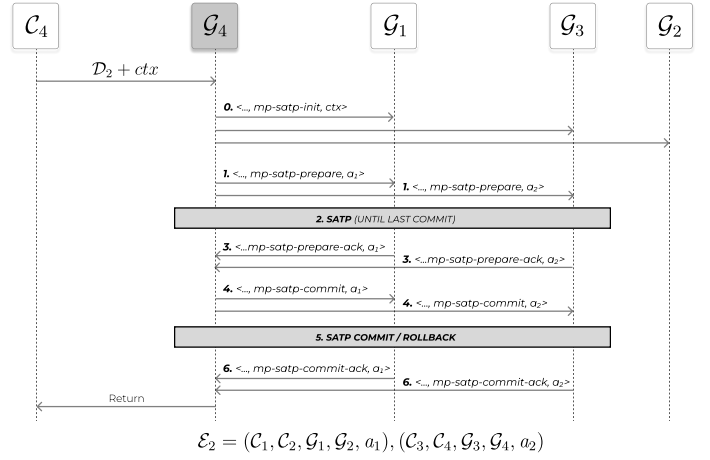 𝒞₄ 𝒢₄ 𝒢₁ 𝒢₃ 𝒢₂
𝒟₂ + ctx
0. <..., mp-satp-init, ctx>
1. <..., mp-satp-prepare, a₁>
1. <..., mp-satp-prepare, a₂>
2. SATP (UNTIL LAST COMMIT)
3. <...mp-satp-prepare-ack, a₁>
3. <...mp-satp-prepare-ack, a₂>
4. <..., mp-satp-commit, a₁>
4. <..., mp-satp-commit, a₂>
5. SATP COMMIT / ROLLBACK
6. <..., mp-satp-commit-ack, a₁>
6. <..., mp-satp-commit-ack, a₂>
Return
ℰ₂ = (𝒞₁, 𝒞₂, 𝒢₁, 𝒢₂, a₁), (𝒞₃, 𝒞₄, 𝒢₃, 𝒢₄, a₂)